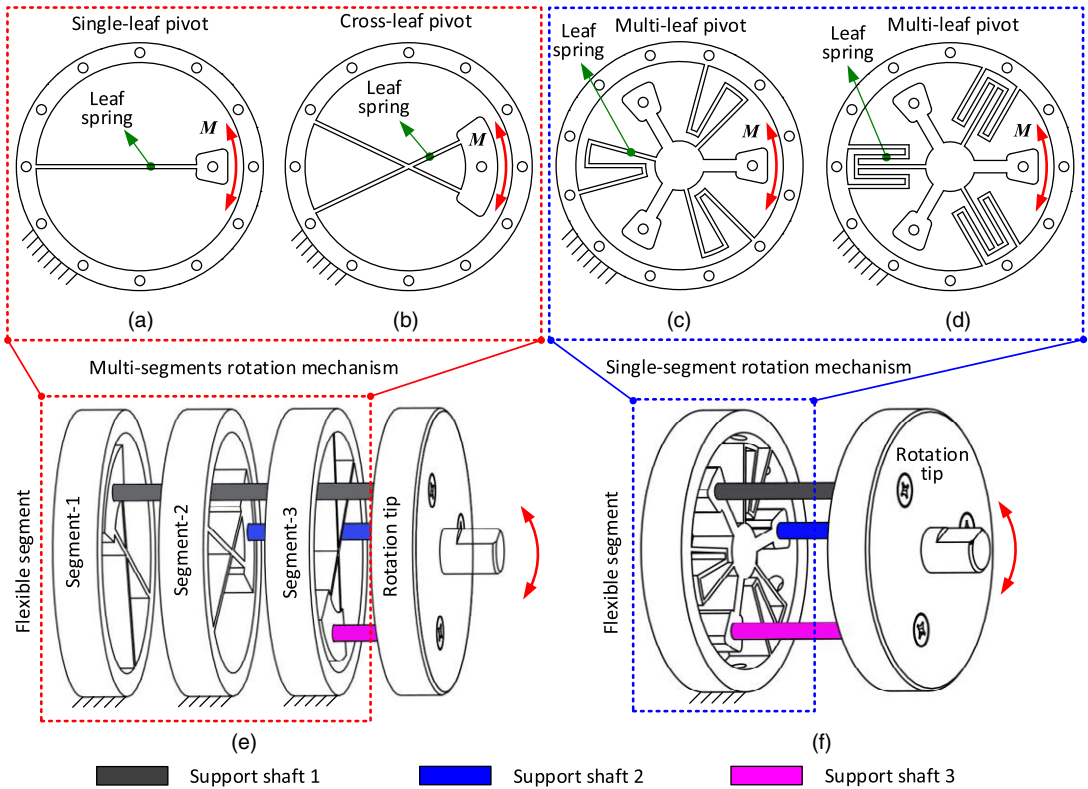 Single-leaf pivot
Cross-leaf pivot
Leaf
spring
M
Leaf
spring
M
Leaf
spring
Multi-leaf pivot
M
Leaf
spring
Multi-leaf pivot
M
(a)
(b)
(c)
(d)
Multi-segments rotation mechanism
Single-segment rotation mechanism
Flexible segment
Segment-1
Segment-2
Segment-3
Rotation tip
Flexible segment
Rotation
tip
(e)
(f)
Support shaft 1
Support shaft 2
Support shaft 3